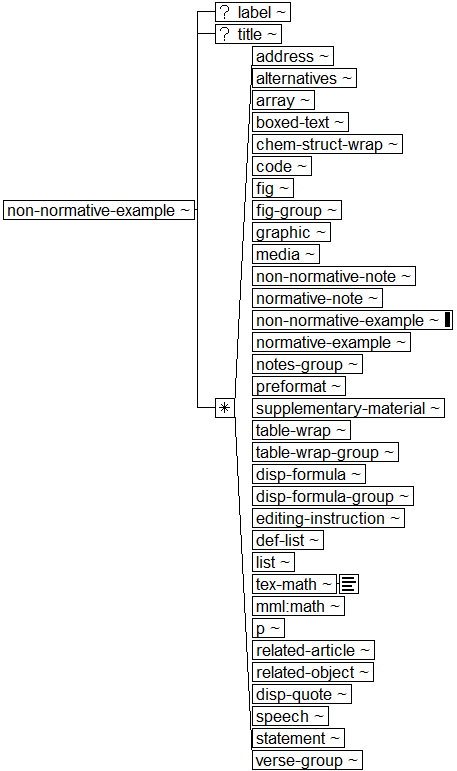 ? label ~
? title ~
address ~
alternatives ~
array ~
boxed-text ~
chem-struct-wrap ~
code ~
fig ~
fig-group ~
graphic ~
media ~
non-normative-note ~
normative-note ~
non-normative-example ~
normative-example ~
notes-group ~
preformat ~
supplementary-material ~
table-wrap ~
table-wrap-group ~
disp-formula ~
disp-formula-group ~
editing-instruction ~
def-list ~
list ~
tex-math ~
mml:math ~
p ~
related-article ~
related-object ~
disp-quote ~
speech ~
statement ~
verse-group ~
non-normative-example ~
*